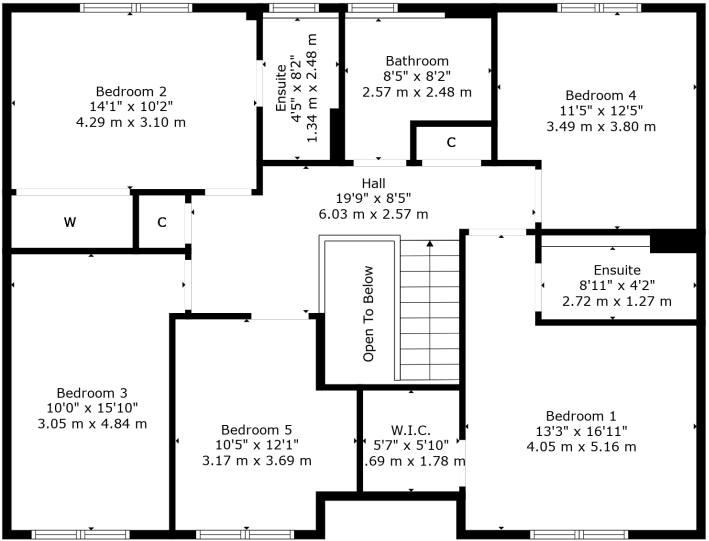 Bedroom 2
14'1" x 10'2"
4.29 m x 3.10 m
Ensuite
4'5" x 8'2"
1.34 m x 2.48 m
Bathroom
8'5" x 8'2"
2.57 m x 2.48 m
Bedroom 4
11'5" x 12'5"
3.49 m x 3.80 m
C
Hall
19'9" x 8'5"
6.03 m x 2.57 m
W
C
Open To Below
Ensuite
8'11" x 4'2"
2.72 m x 1.27 m
Bedroom 3
10'0" x 15'10"
3.05 m x 4.84 m
Bedroom 5
10'5" x 12'1"
3.17 m x 3.69 m
W.I.C.
5'7" x 5'10"
.69 m x 1.78 m
Bedroom 1
13'3" x 16'11"
4.05 m x 5.16 m